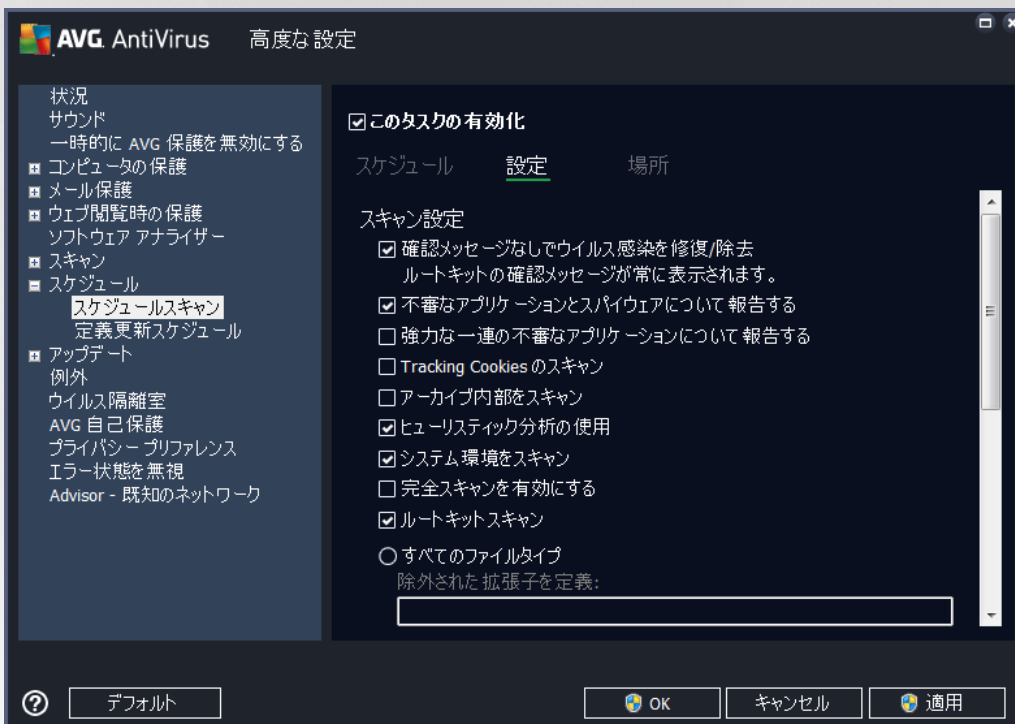 AVG. AntiVirus 高度な設定
状況
サウンド
一時的に AVG 保護を無効にする
コンピュータの保護
メール保護
ウェブ閲覧時の保護
ソフトウェア アナライザー
スキャン
スケジュール
スケジュールスキャン
定義更新スケジュール
アップデート
例外
ウイルス隔離室
AVG 自己保護
プライバシー プリファレンス
エラー状態を無視
Advisor - 既知のネットワーク
このタスクの有効化
スケジュール 設定 場所
スキャン設定
確認メッセージなしでウイルス感染を修復/除去
ルートキットの確認メッセージが常に表示されます。
不審なアプリケーションとスパイウェアについて報告する
強力な一連の不審なアプリケーションについて報告する
Tracking Cookies のスキャン
アーカイブ内部をスキャン
ヒューリスティック分析の使用
システム環境をスキャン
完全スキャンを有効にする
ルートキットスキャン
すべてのファイルタイプ
除外された拡張子を定義:
? デフォルト OK キャンセル 適用